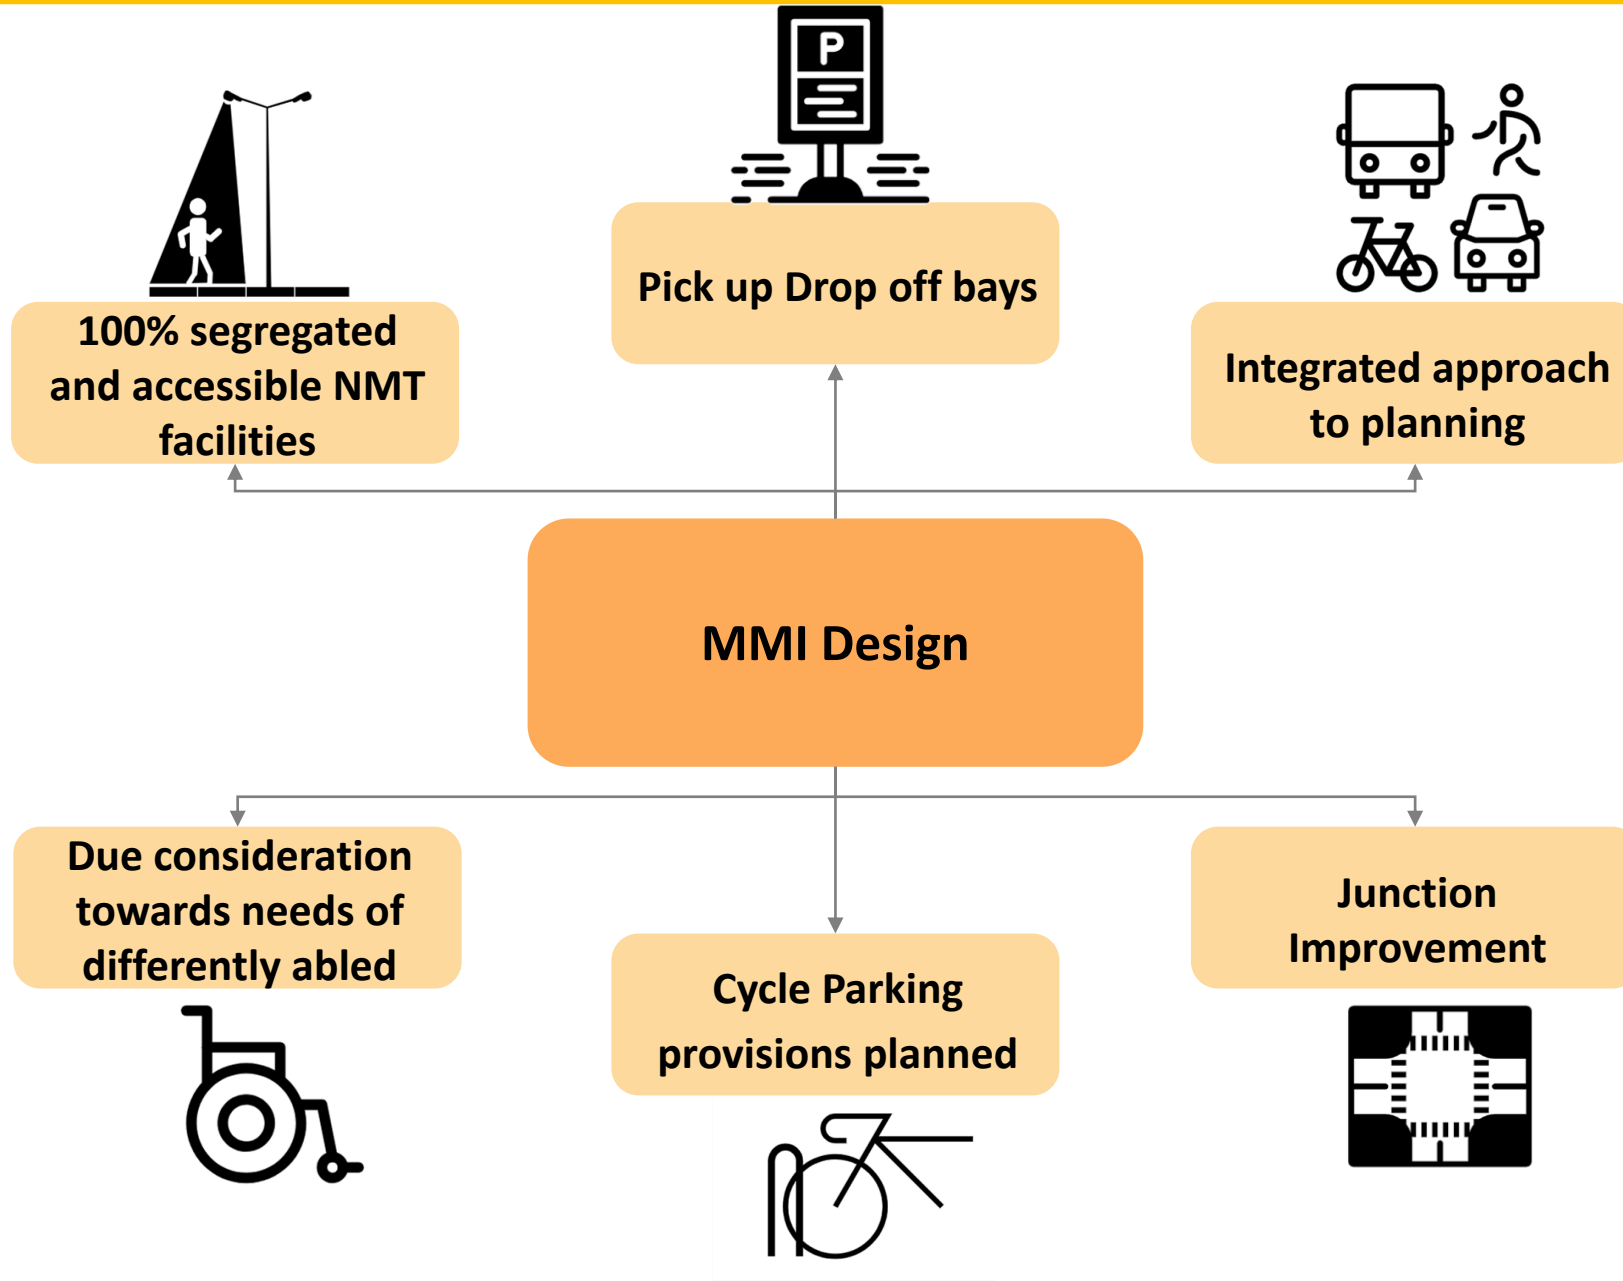 P
100% segregated
and accessible NMT
facilities
Pick up Drop off bays
Integrated approach
to planning
MMI Design
Due consideration
towards needs of
differently abled
Cycle Parking
provisions planned
Junction
Improvement